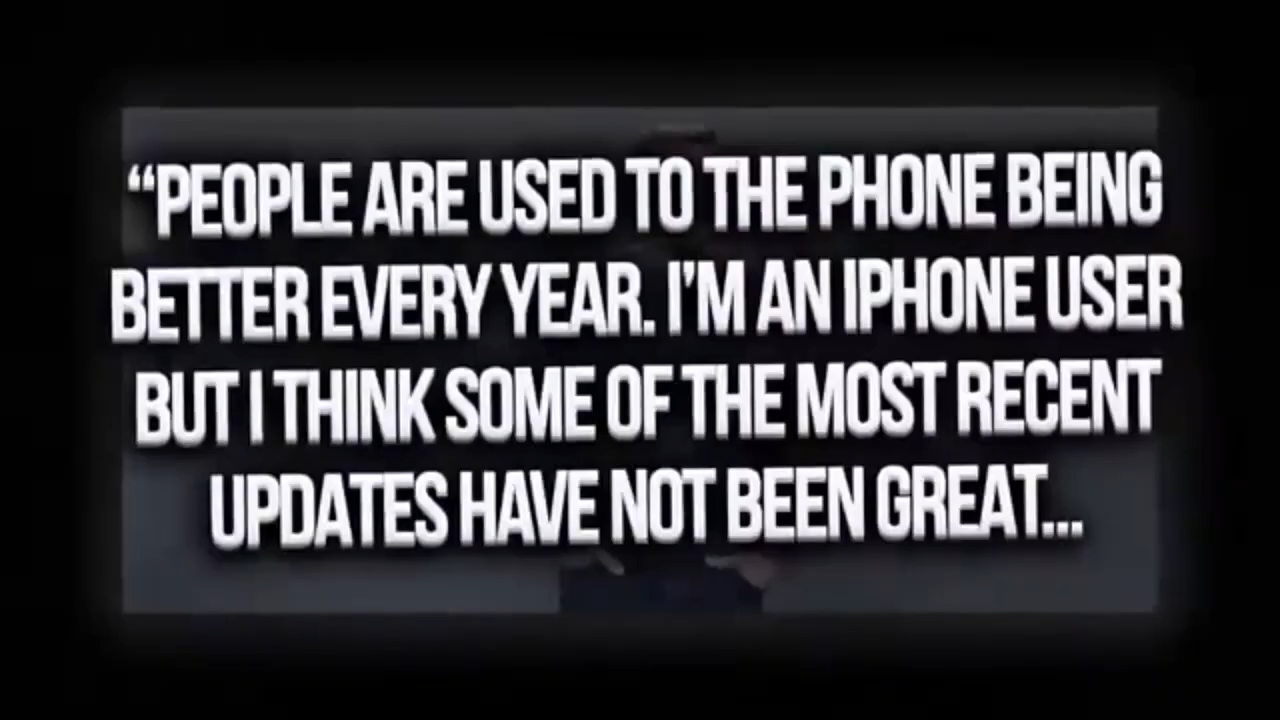 “PEOPLE ARE USED TO THE PHONE BEING
BETTER EVERY YEAR. I’M AN IPHONE USER
BUT I THINK SOME OF THE MOST RECENT
UPDATES HAVE NOT BEEN GREAT...